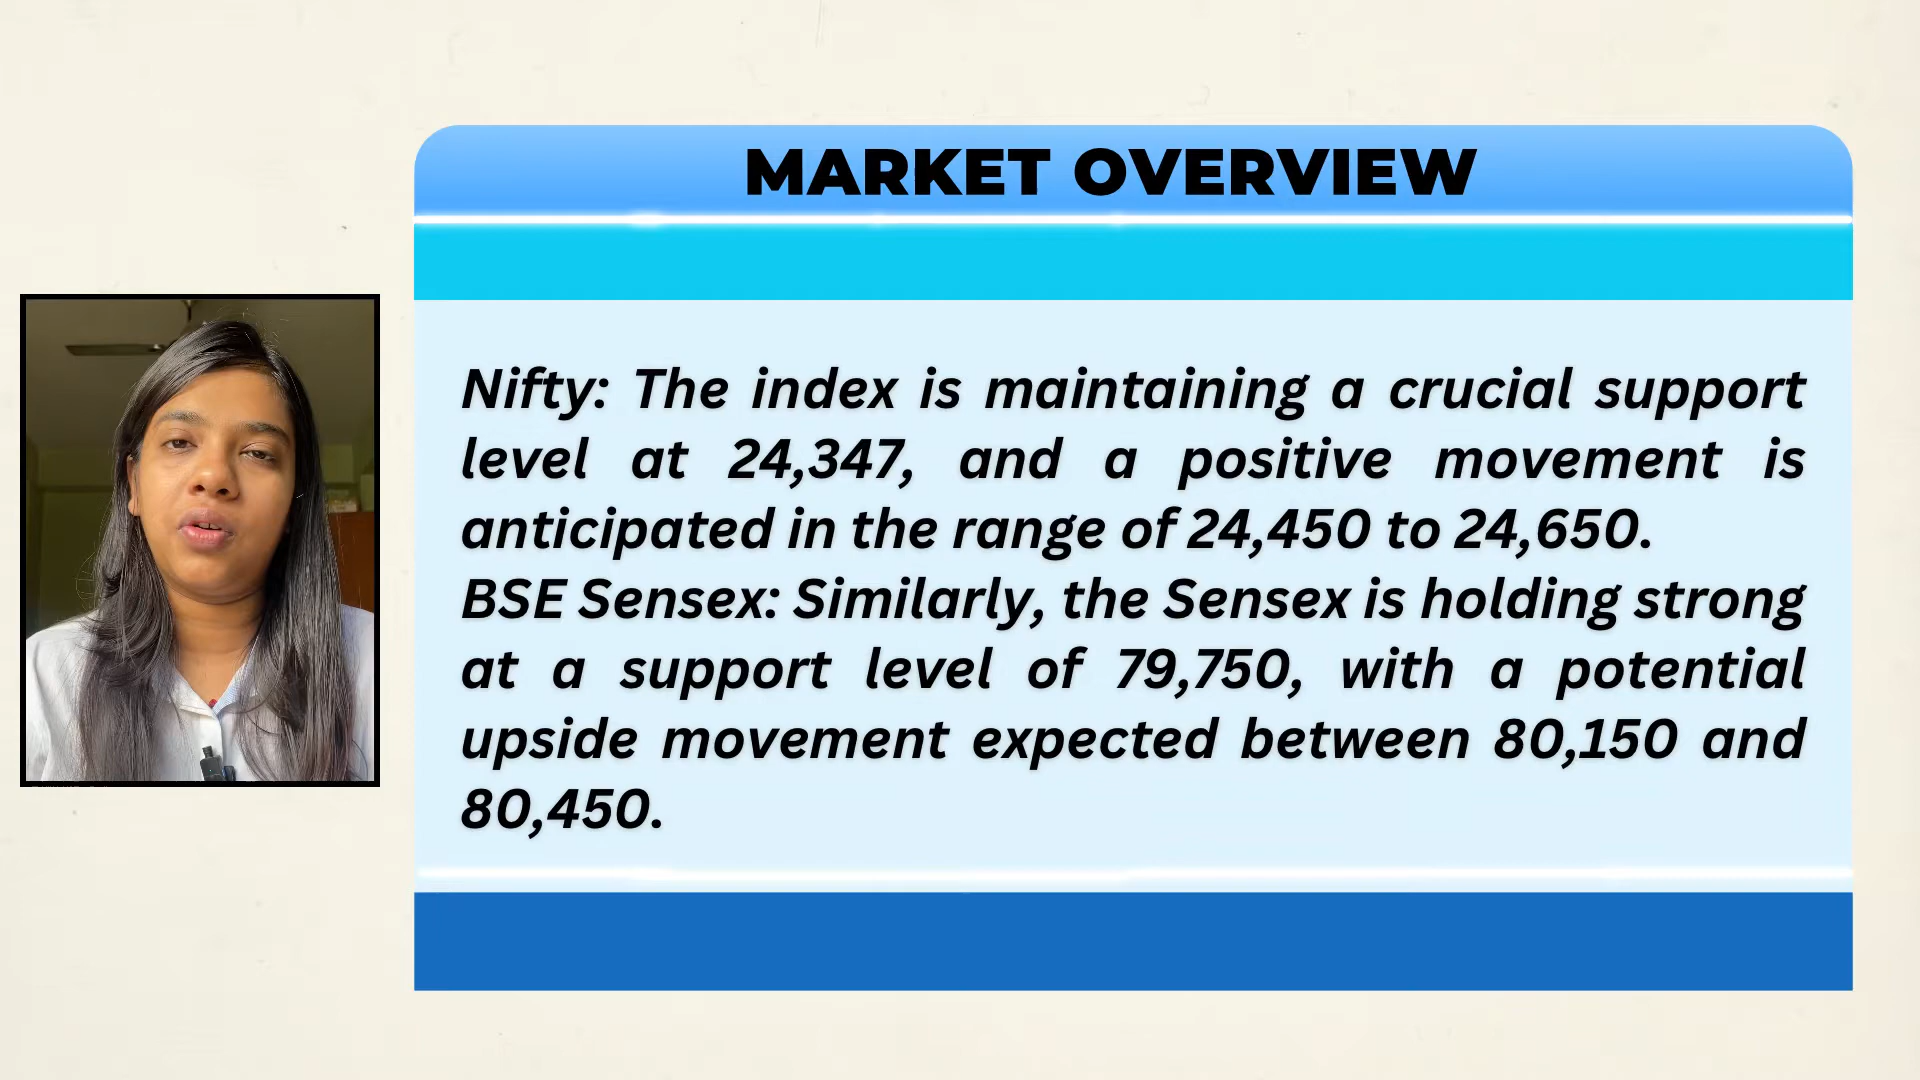 MARKET OVERVIEW
Nifty: The index is maintaining a crucial support
level at 24,347, and a positive movement is
anticipated in the range of 24,450 to 24,650.
BSE Sensex: Similarly, the Sensex is holding strong
at a support level of 79,750, with a potential
upside movement expected between 80,150 and
80,450.